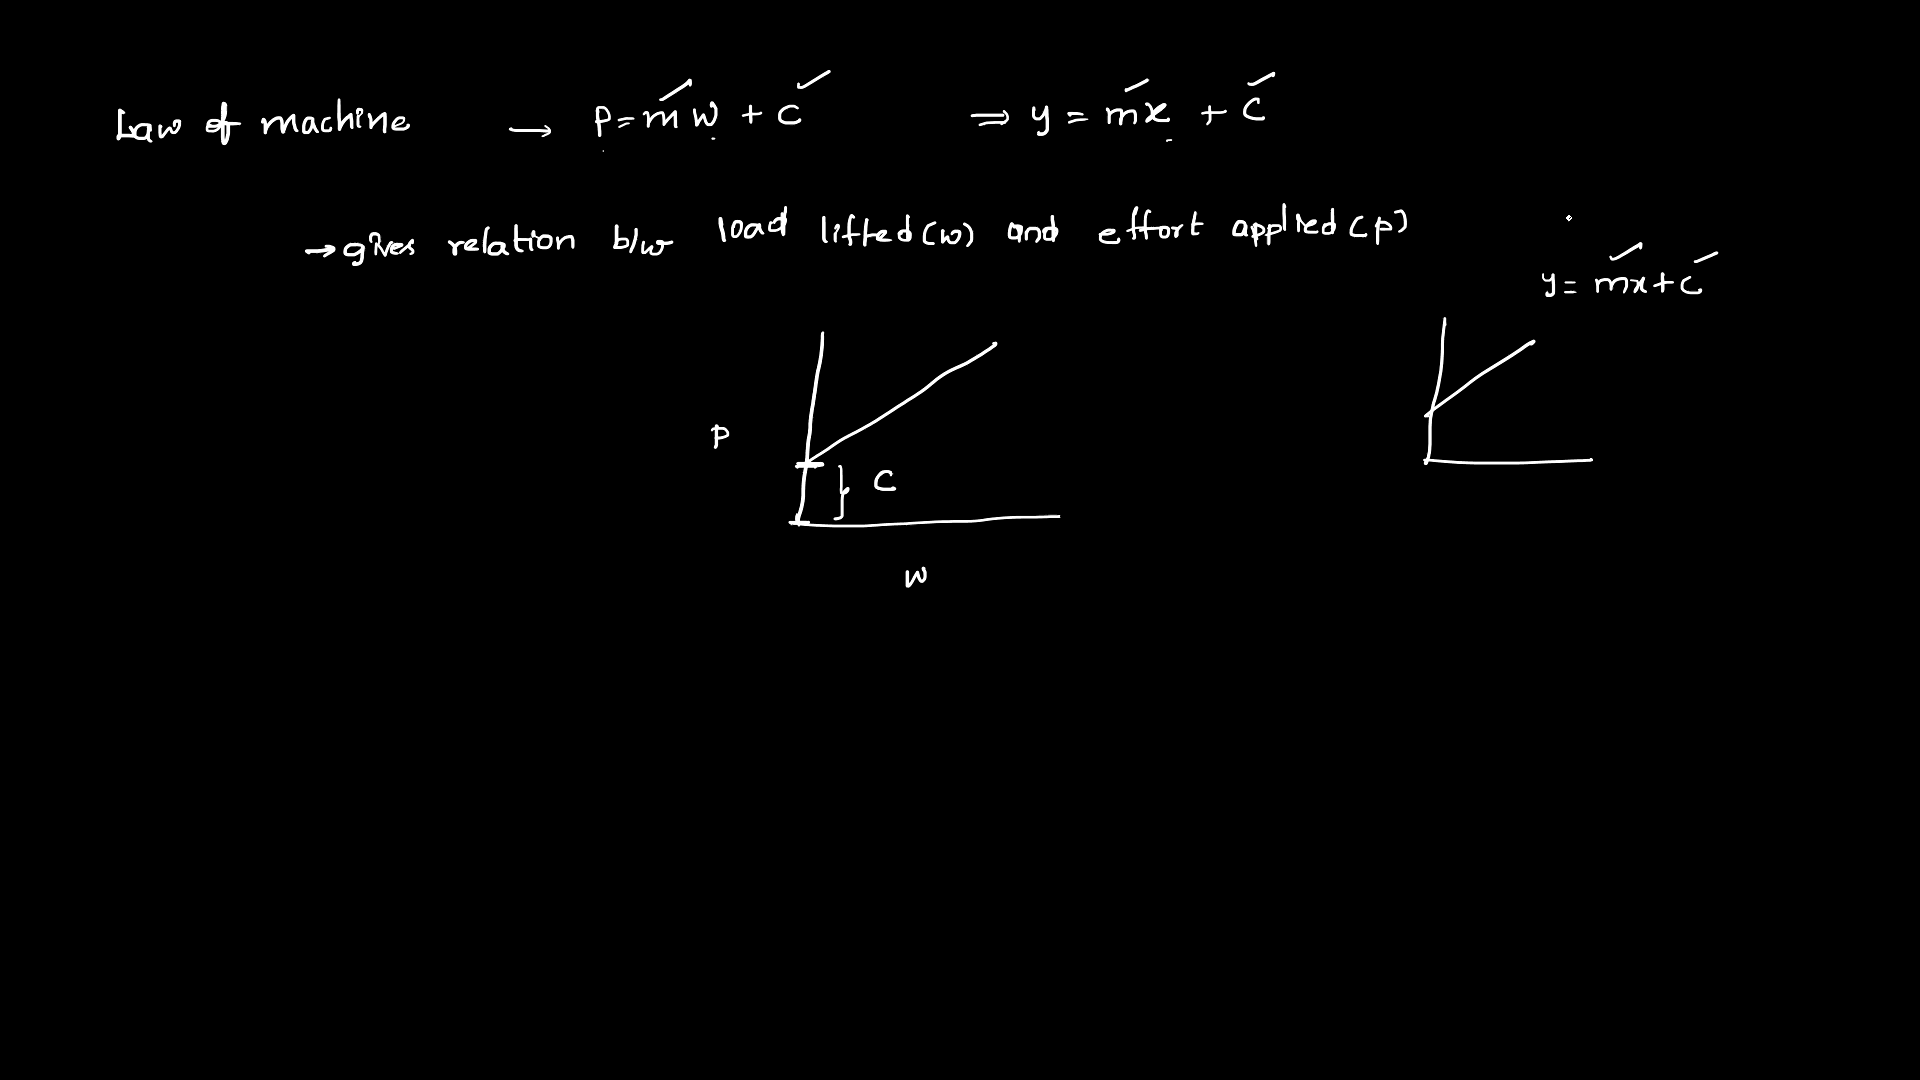 Law of machine → P = mW + C ⇒ y = mx + C
→ gives relation b/w load lifted (w) and effort applied (P)
y = mx + c
P
C
W